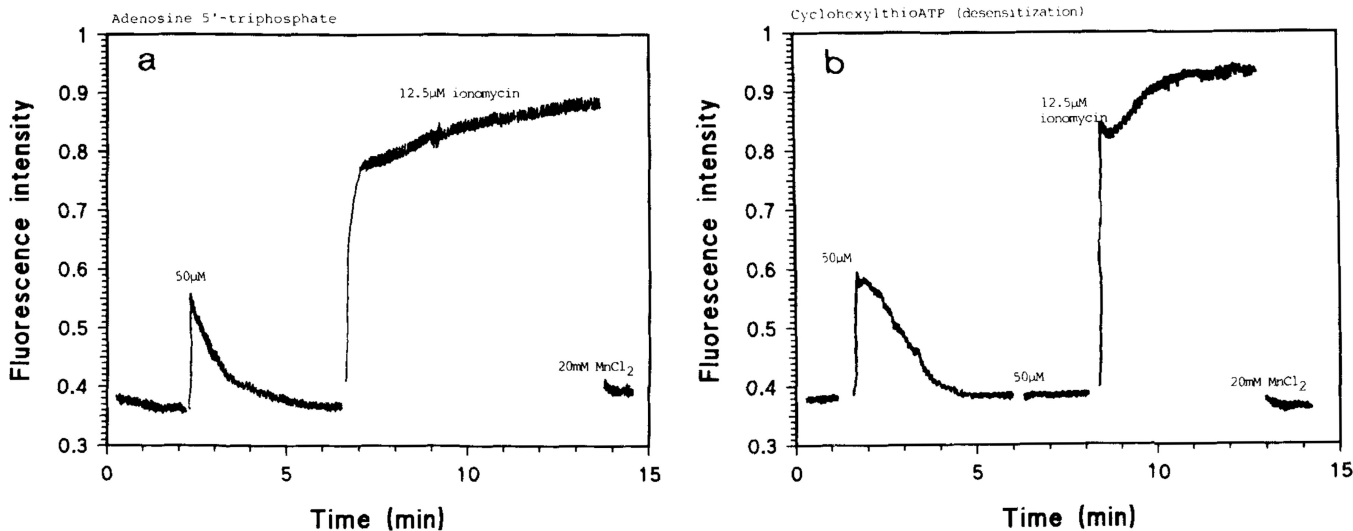 Adenosine 5'-triphosphate
a
1
0.9
0.8
0.7
0.6
0.5
0.4
0.3
Fluorescence intensity
50µM
12.5µM ionomycin
20mM MnCl2
0
5
10
15
Time (min)
CyclohexylthioATP (desensitization)
b
1
0.9
0.8
0.7
0.6
0.5
0.4
0.3
Fluorescence intensity
50µM
50µM
12.5µM
ionomycin
20mM MnCl2
0
5
10
15
Time (min)